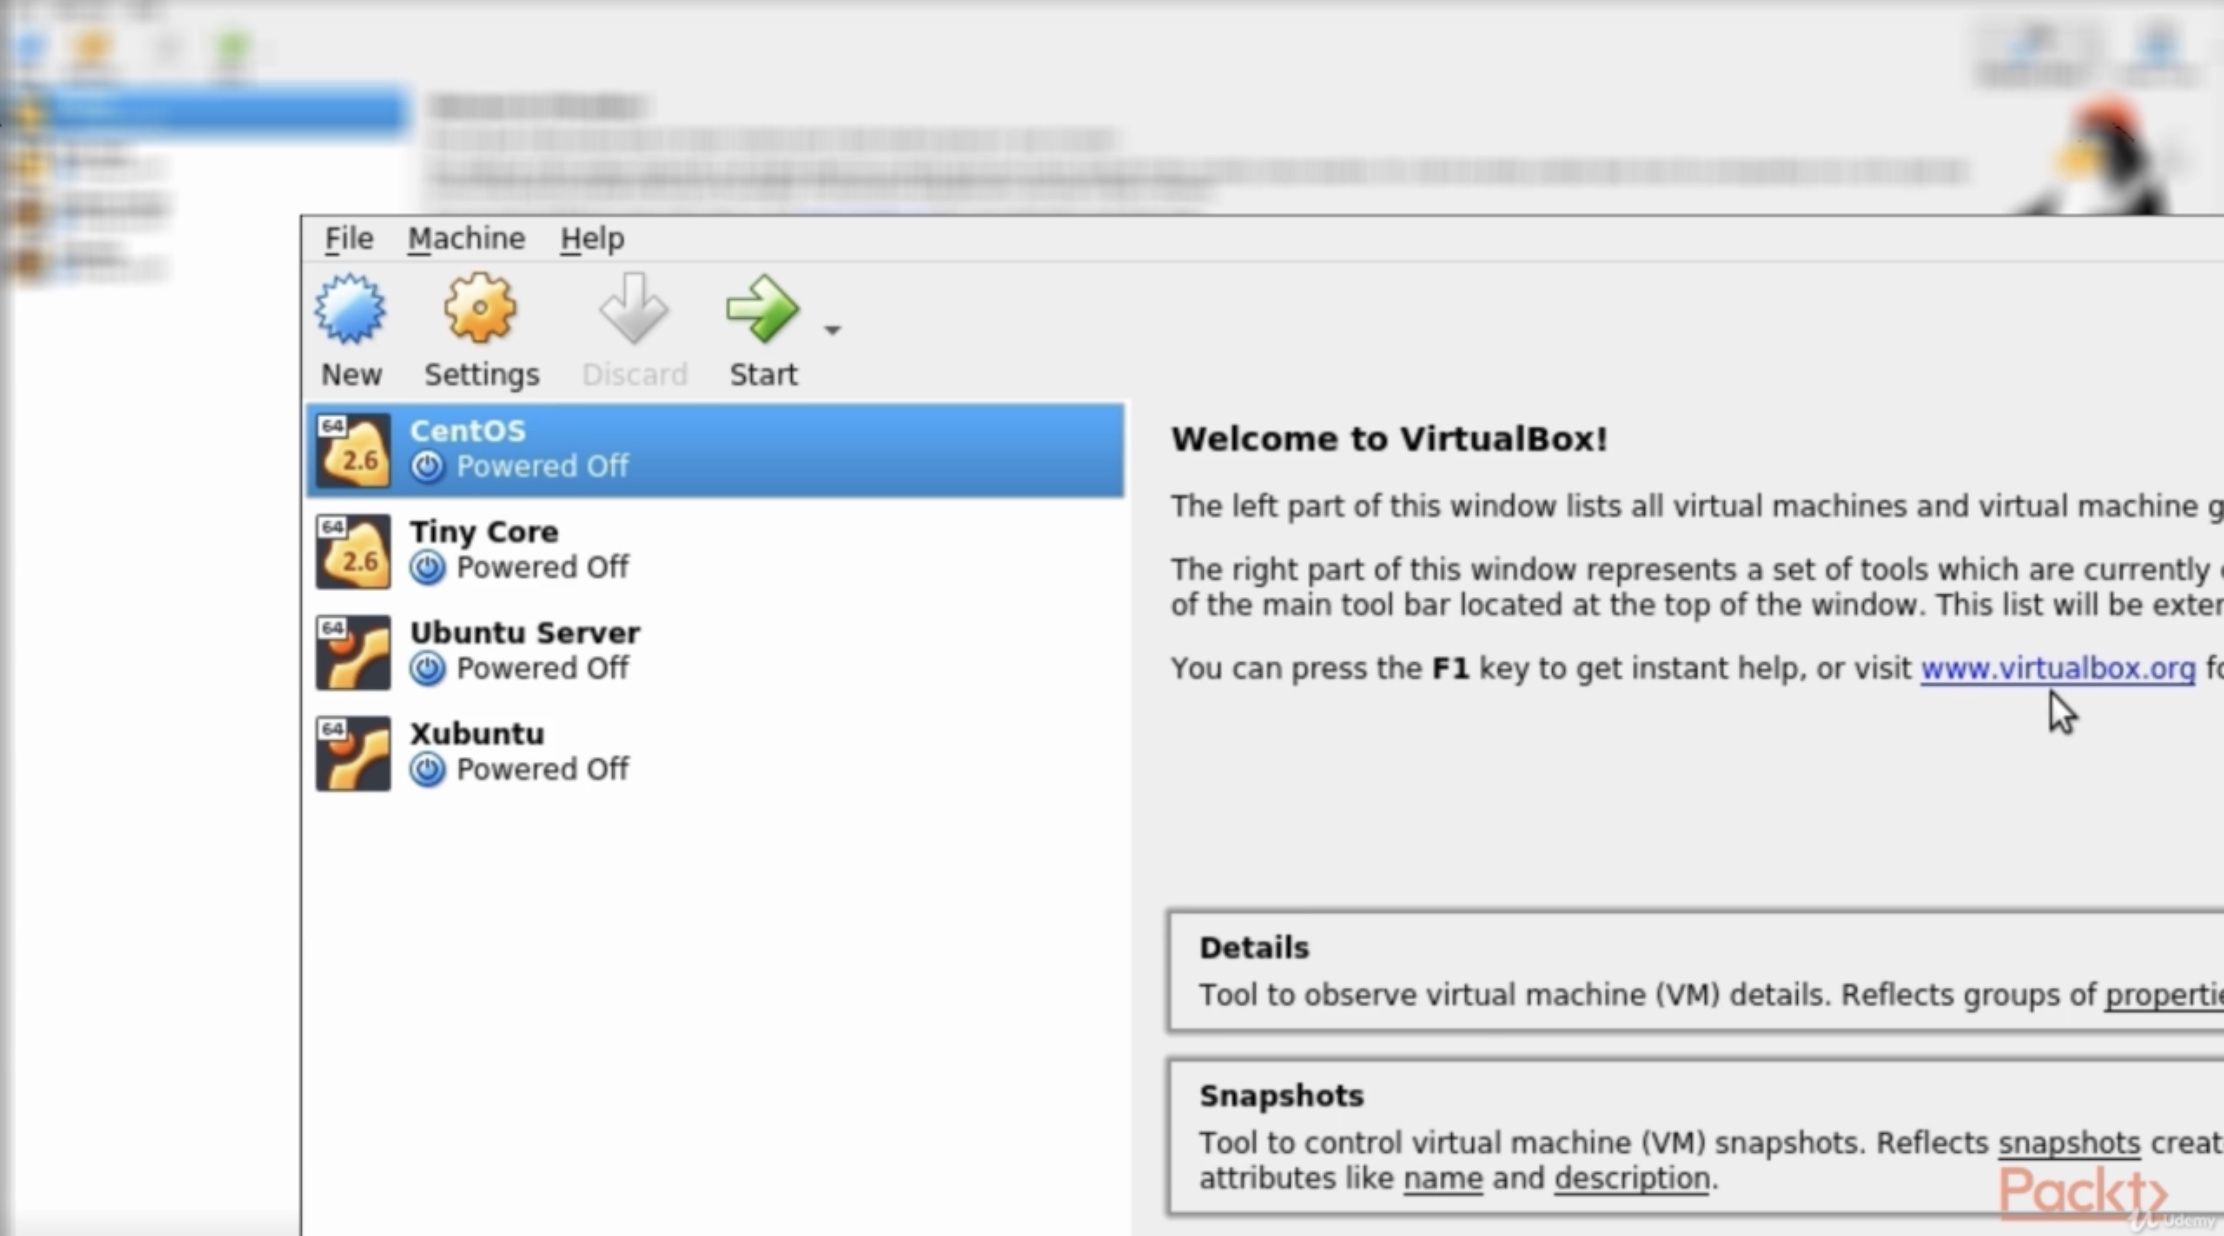 File Machine Help
New Settings Discard Start
64
2.6
CentOS
Powered Off
64
2.6
Tiny Core
Powered Off
64
Ubuntu Server
Powered Off
64
Xubuntu
Powered Off
Welcome to VirtualBox!
The left part of this window lists all virtual machines and virtual machine g
The right part of this window represents a set of tools which are currently
of the main tool bar located at the top of the window. This list will be exter
You can press the F1 key to get instant help, or visit www.virtualbox.org fo
Details
Tool to observe virtual machine (VM) details. Reflects groups of propertie
Snapshots
Tool to control virtual machine (VM) snapshots. Reflects snapshots creat
attributes like name and description.
Packt
Udemy